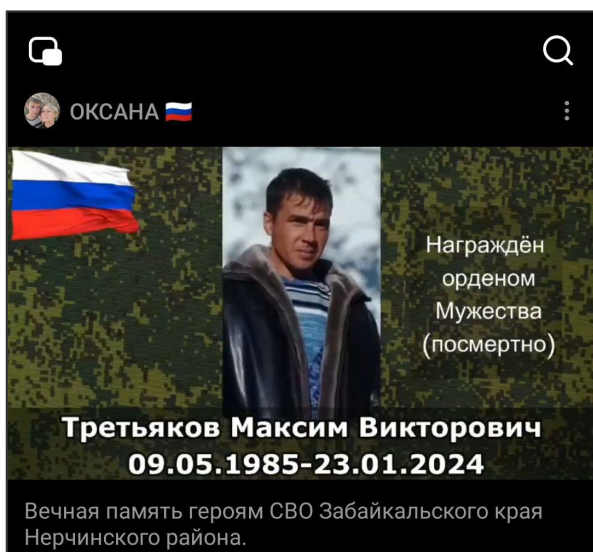 ОКСАНА
Награждён
орденом
Мужества
(посмертно)
Третьяков Максим Викторович
09.05.1985-23.01.2024
Вечная память героям СВО Забайкальского края
Нерчинского района.